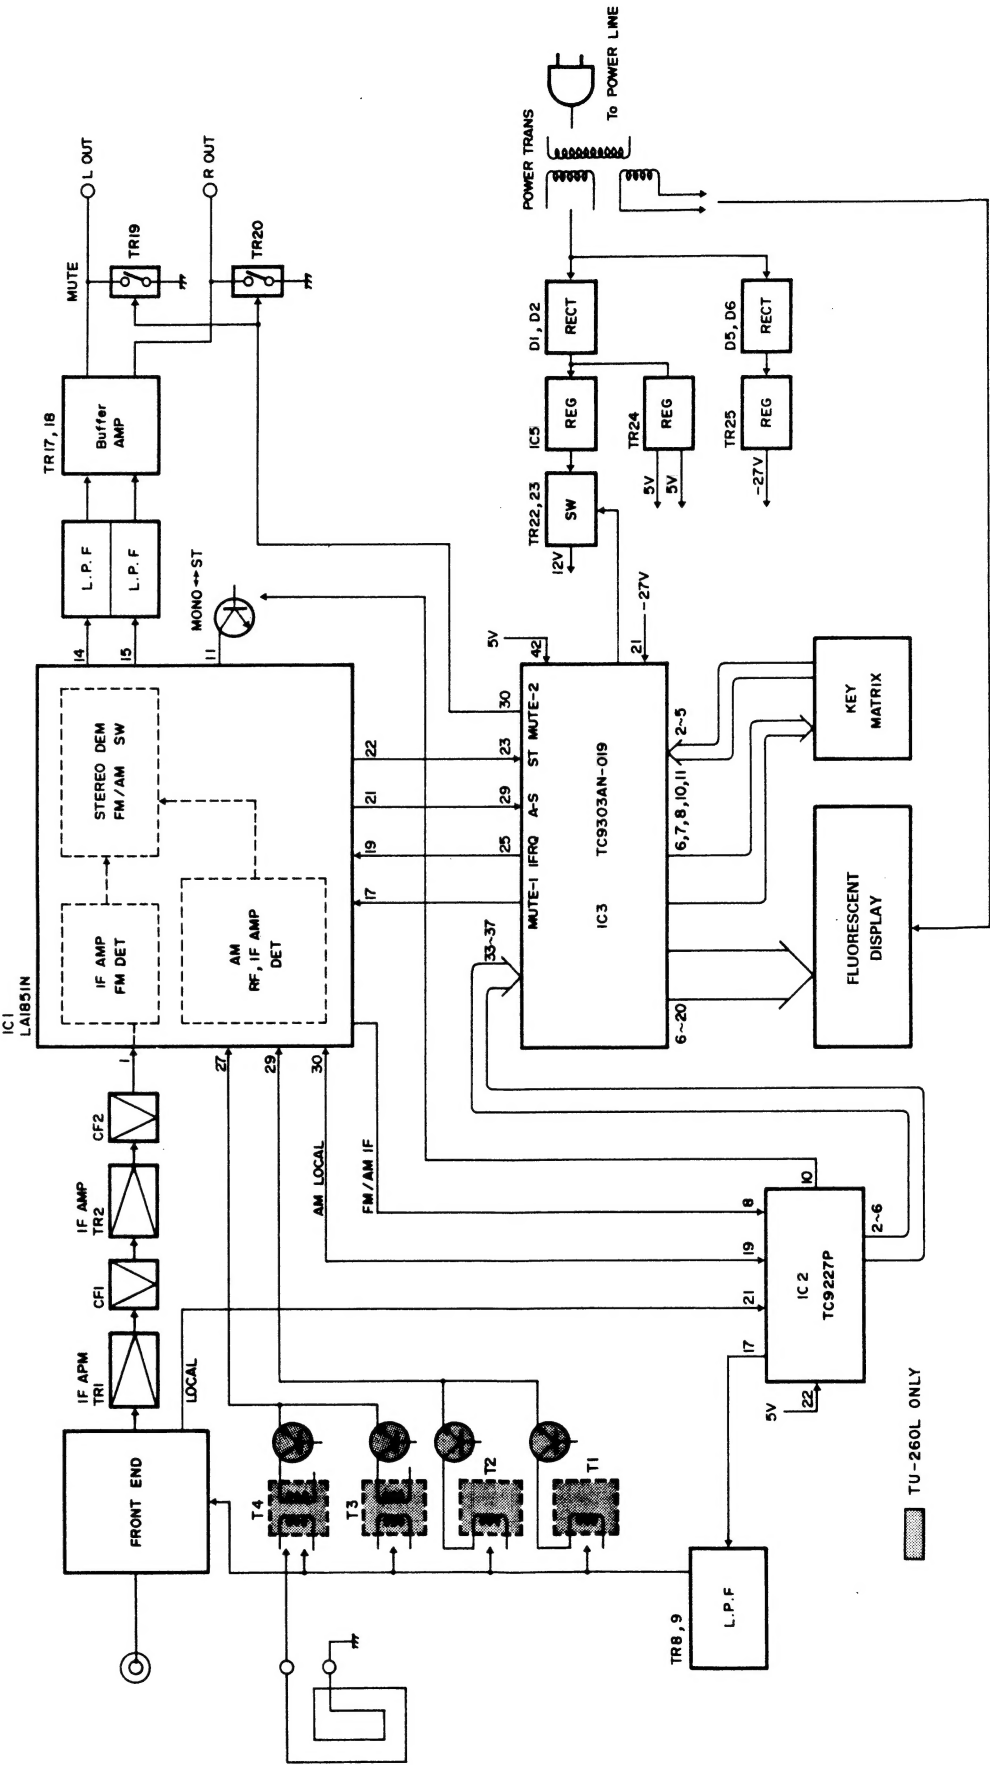 FRONT END
IF APM
TR1
CF1
IF AMP
TR2
CF2
LOCAL
IC1
LA1851N
1
IF AMP
FM DET
STEREO DEM
FM/AM SW
AM
RF, IF AMP
DET
27
29
30
17
19
21
22
14
15
11
MONO↔ST
L.P.F
L.P.F
TR17, 18
Buffer
AMP
MUTE
L OUT
TR19
R OUT
TR20
AM LOCAL
FM/AM IF
T4
T3
T2
T1
TR8, 9
L.P.F
17
21
19
8
10
5V
22
IC2
TC9227P
2~6
33~37
MUTE-1
IFRQ
25
A-S
29
ST
23
MUTE-2
30
5V
42
21
-27V
IC3
TC9303AN-019
6~20
6,7,8,10,11
2~5
FLUORESCENT
DISPLAY
KEY
MATRIX
12V
TR22,23
SW
IC5
REG
D1, D2
RECT
5V
5V
TR24
REG
-27V
TR25
REG
D5, D6
RECT
POWER TRANS
To POWER LINE
TU-260L ONLY